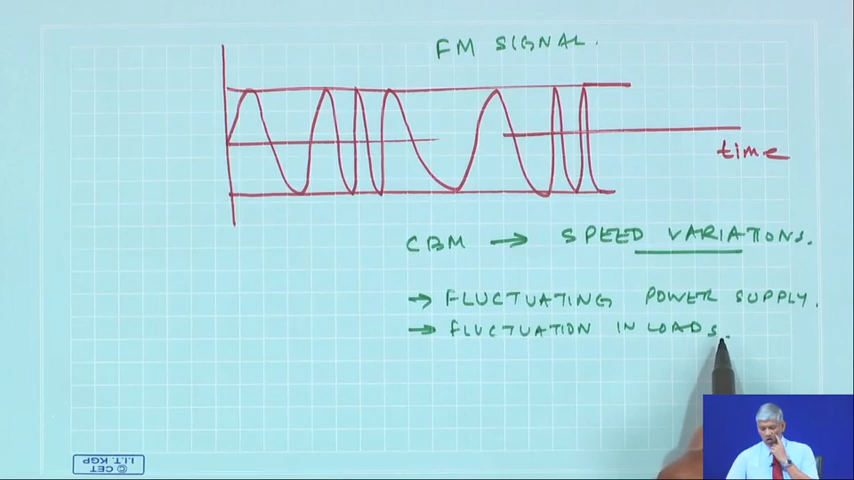 FM SIGNAL.
time
CBM → SPEED VARIATIONS.
→ FLUCTUATING POWER SUPPLY.
→ FLUCTUATION IN LOADS.
© CET
I.I.T. KGP